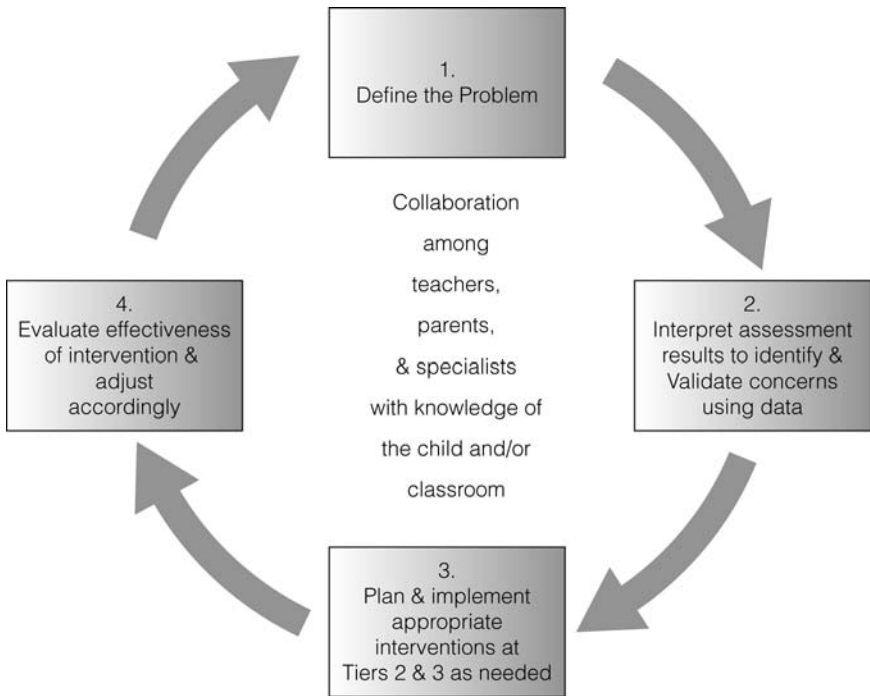 1.
Define the Problem
2.
Interpret assessment
results to identify &
Validate concerns
using data
3.
Plan & implement
appropriate
interventions at
Tiers 2 & 3 as needed
4.
Evaluate effectiveness
of intervention &
adjust
accordingly
Collaboration
among
teachers,
parents,
& specialists
with knowledge of
the child and/or
classroom